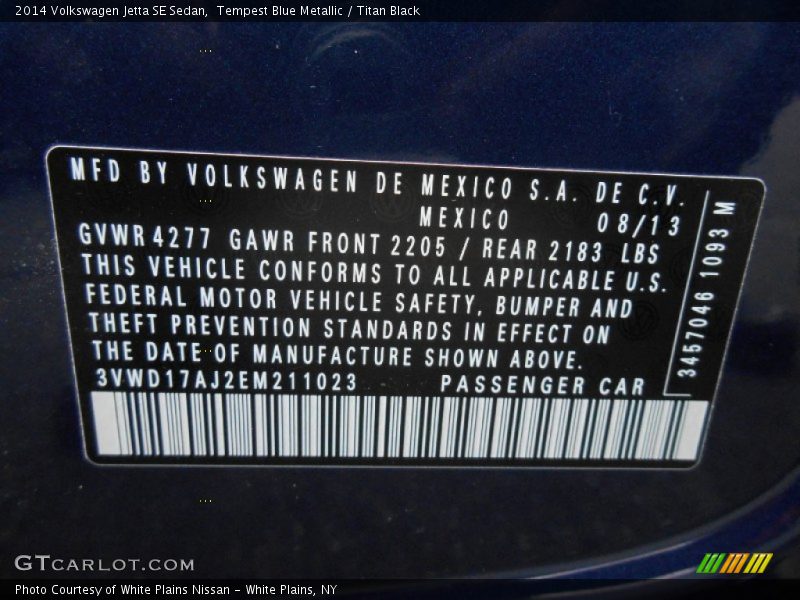 2014 Volkswagen Jetta SE Sedan,  Tempest Blue Metallic / Titan Black
MFD BY VOLKSWAGEN DE MEXICO S.A. DE C.V.
MEXICO 08/13
GVWR 4277 GAWR FRONT 2205 / REAR 2183 LBS
THIS VEHICLE CONFORMS TO ALL APPLICABLE U.S.
FEDERAL MOTOR VEHICLE SAFETY, BUMPER AND
THEFT PREVENTION STANDARDS IN EFFECT ON
THE DATE OF MANUFACTURE SHOWN ABOVE.
3VWD17AJ2EM211023 PASSENGER CAR
3457046 1093 M
GTCARLOT.COM
Photo Courtesy of White Plains Nissan - White Plains, NY